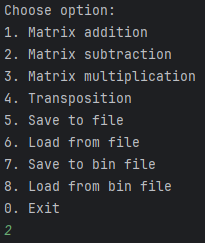 Choose option:
1. Matrix addition
2. Matrix subtraction
3. Matrix multiplication
4. Transposition
5. Save to file
6. Load from file
7. Save to bin file
8. Load from bin file
0. Exit
2